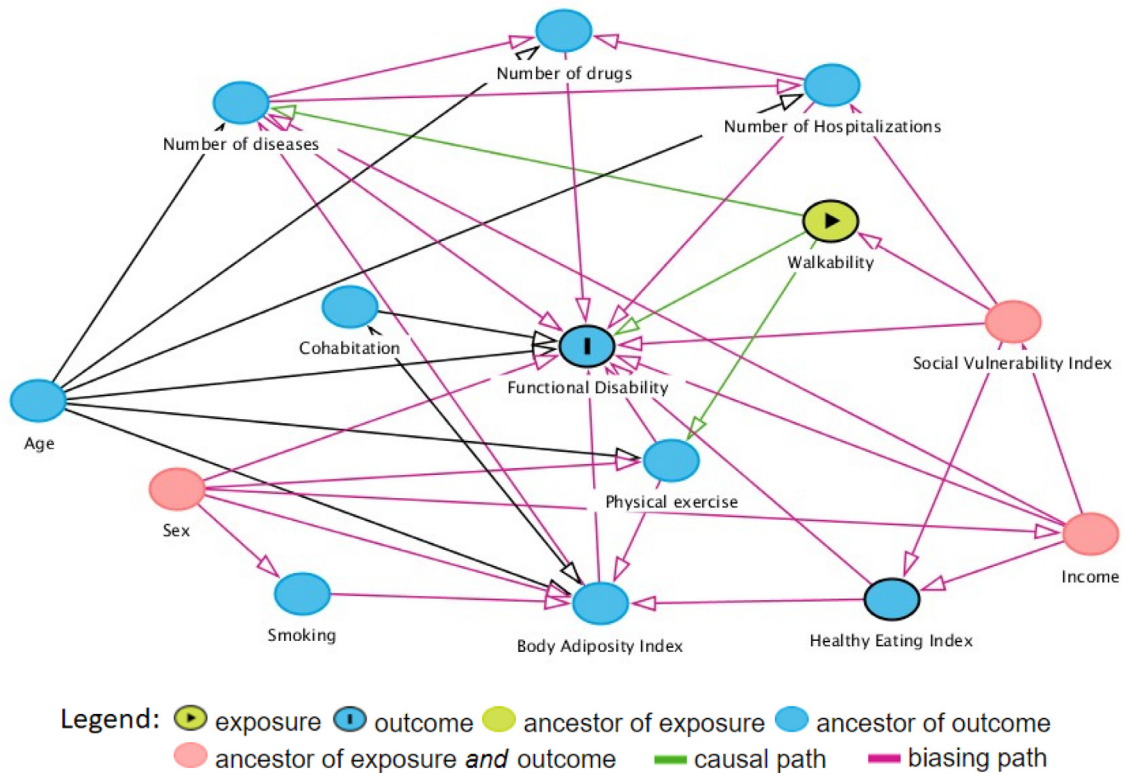 Number of drugs
Number of diseases
Number of Hospitalizations
Walkability
Cohabitation
Social Vulnerability Index
Functional Disability
Age
Physical exercise
Sex
Income
Smoking
Body Adiposity Index
Healthy Eating Index
Legend: exposure outcome ancestor of exposure ancestor of outcome
ancestor of exposure and outcome causal path biasing path